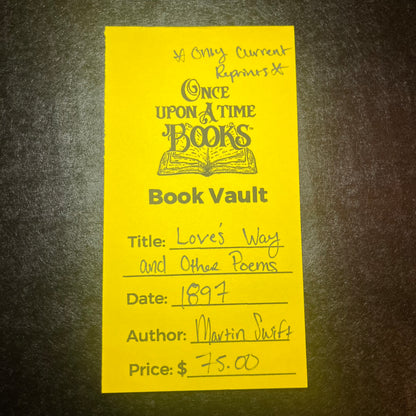 * Only Current
Reprints *
ONCE
UPON A TIME
BOOKS
Book Vault
Title: Love's Way
and Other Poems
Date: 1897
Author: Martin Swift
Price: $ 75.00